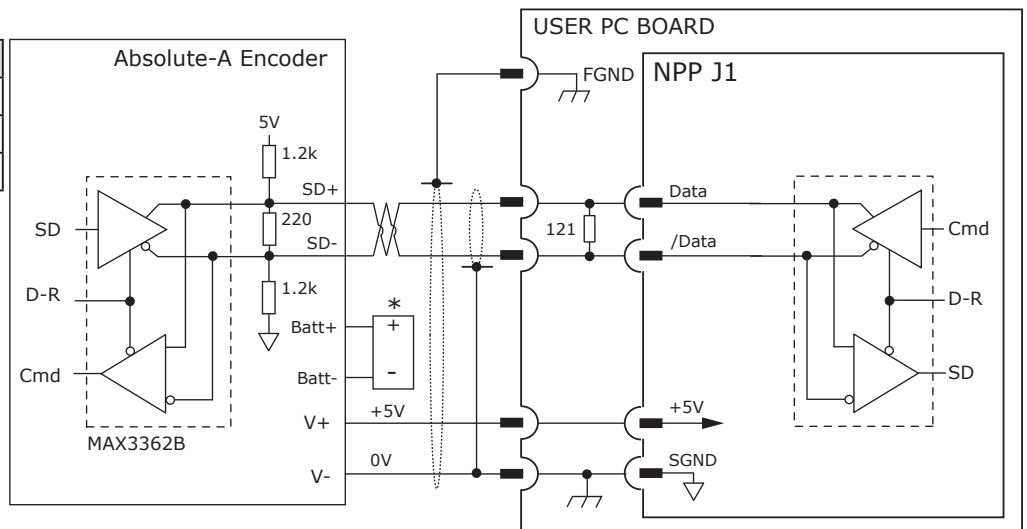 USER PC BOARD
Absolute-A Encoder
NPP J1
FGND
5V
1.2k
SD+
Data
SD
220
121
Cmd
SD-
/Data
D-R
1.2k
*
D-R
Batt+
+
Cmd
Batt-
-
SD
V+
+5V
+5V
MAX3362B
V-
0V
SGND